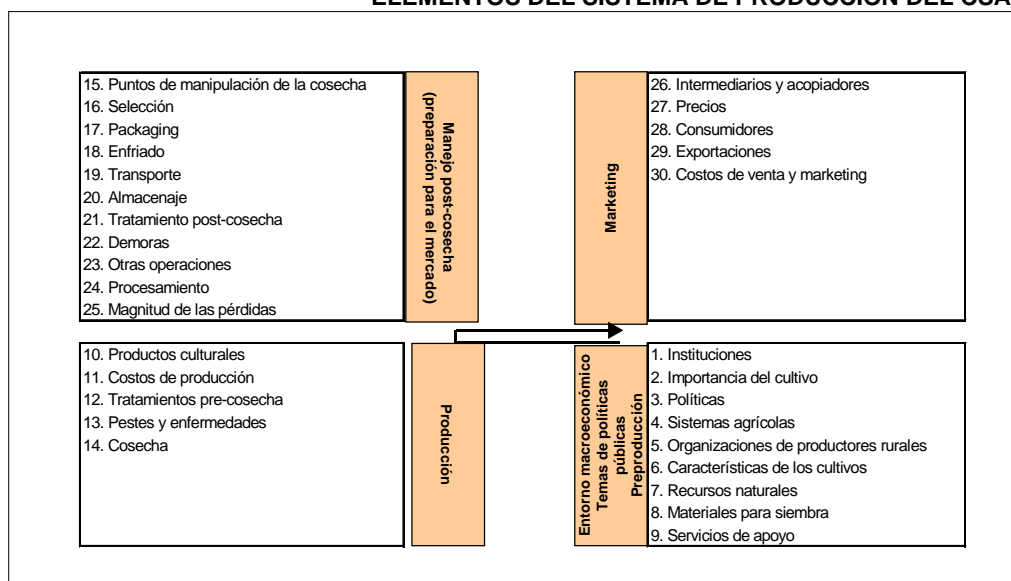 ELEMENTOS DEL SISTEMA DE PRODUCCIÓN DEL
15. Puntos de manipulación de la cosecha
16. Selección
17. Packaging
18. Enfriado
19. Transporte
20. Almacenaje
21. Tratamiento post-cosecha
22. Demoras
23. Otras operaciones
24. Procesamiento
25. Magnitud de las pérdidas
Manejo post-cosecha
(preparación para el mercado)
Marketing
26. Intermediarios y acopiadores
27. Precios
28. Consumidores
29. Exportaciones
30. Costos de venta y marketing
10. Productos culturales
11. Costos de producción
12. Tratamientos pre-cosecha
13. Pestes y enfermedades
14. Cosecha
Producción
Entorno macroeconómico
Temas de políticas
públicas
Preproducción
1. Instituciones
2. Importancia del cultivo
3. Políticas
4. Sistemas agrícolas
5. Organizaciones de productores rurales
6. Características de los cultivos
7. Recursos naturales
8. Materiales para siembra
9. Servicios de apoyo